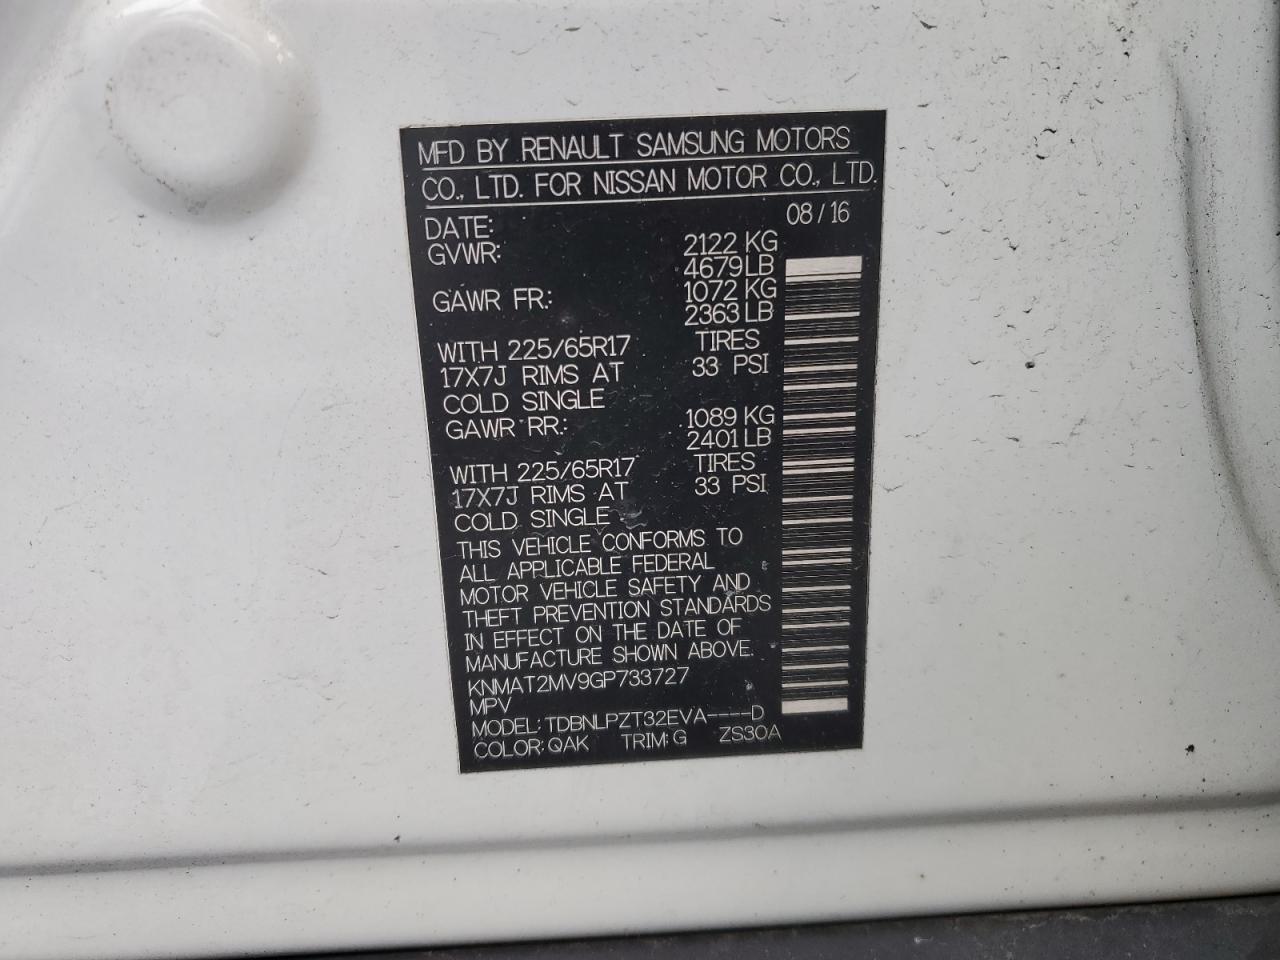 MFD BY RENAULT SAMSUNG MOTORS
CO., LTD. FOR NISSAN MOTOR CO., LTD.
DATE: 08/16
GVWR: 2122 KG
4679 LB
GAWR FR.: 1072 KG
2363 LB
WITH 225/65R17 TIRES
17X7J RIMS AT 33 PSI
COLD SINGLE
GAWR RR.: 1089 KG
2401 LB
WITH 225/65R17 TIRES
17X7J RIMS AT 33 PSI
COLD SINGLE
THIS VEHICLE CONFORMS TO
ALL APPLICABLE FEDERAL
MOTOR VEHICLE SAFETY AND
THEFT PREVENTION STANDARDS
IN EFFECT ON THE DATE OF
MANUFACTURE SHOWN ABOVE.
KNMAT2MV9GP733727
MPV
MODEL: TDBNLPZT32EVA----D
COLOR: QAK TRIM: G ZS30A